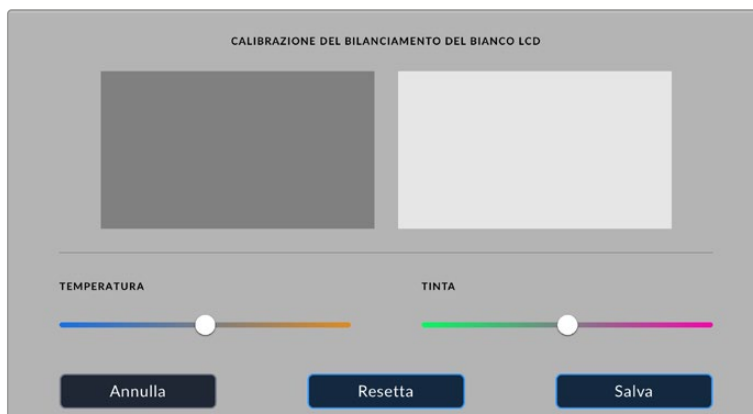 CALIBRAZIONE DEL BILANCIAMENTO DEL BIANCO LCD
TEMPERATURA
TINTA
Annulla
Resetta
Salva